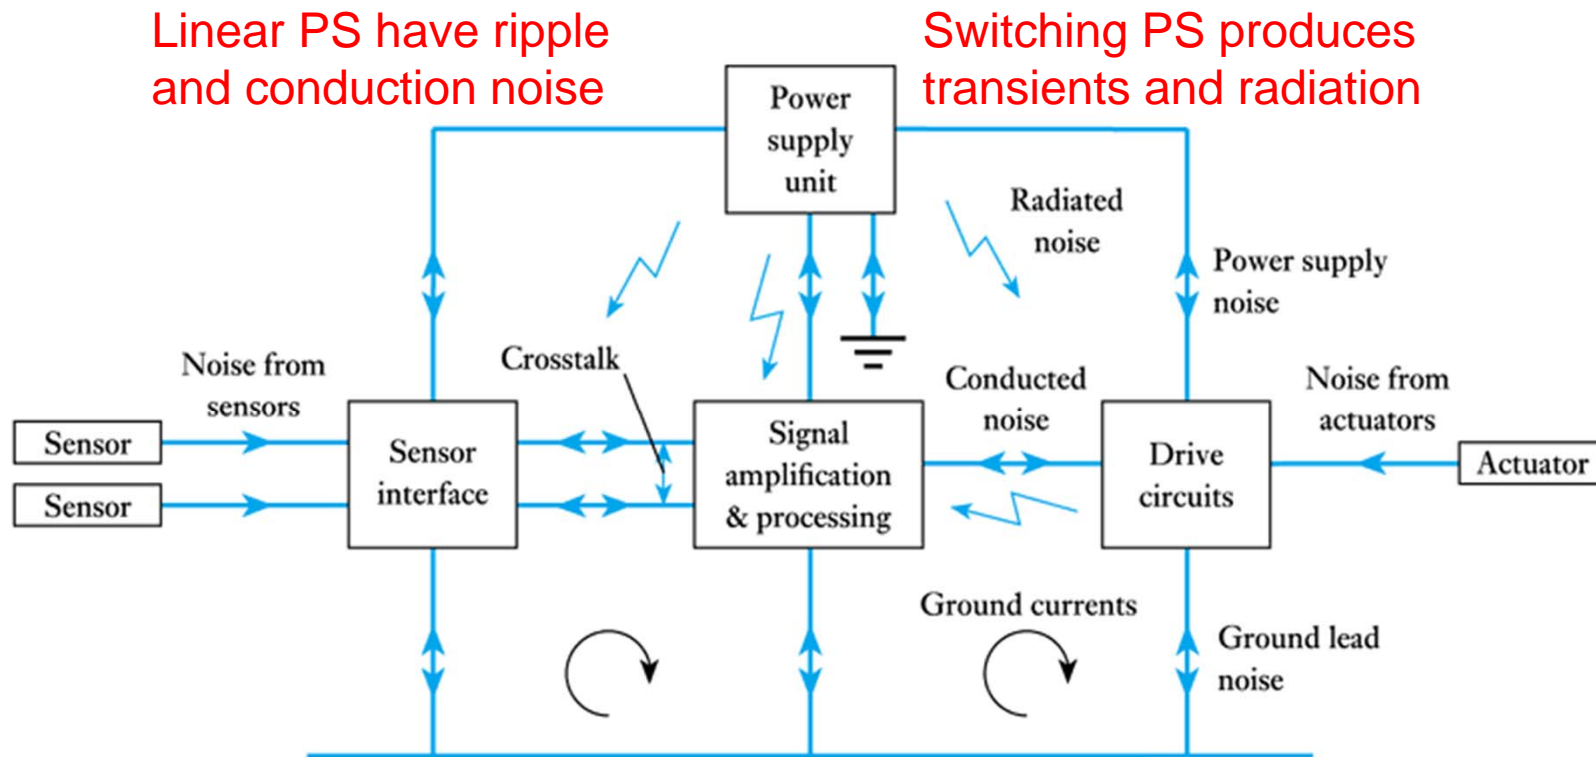 Linear PS have ripple
and conduction noise
Switching PS produces
transients and radiation
Power
supply
unit
Radiated
noise
Power supply
noise
Crosstalk
Noise from
sensors
Conducted
noise
Noise from
actuators
Sensor
Sensor
Sensor
interface
Signal
amplification
& processing
Drive
circuits
Actuator
Ground currents
Ground lead
noise